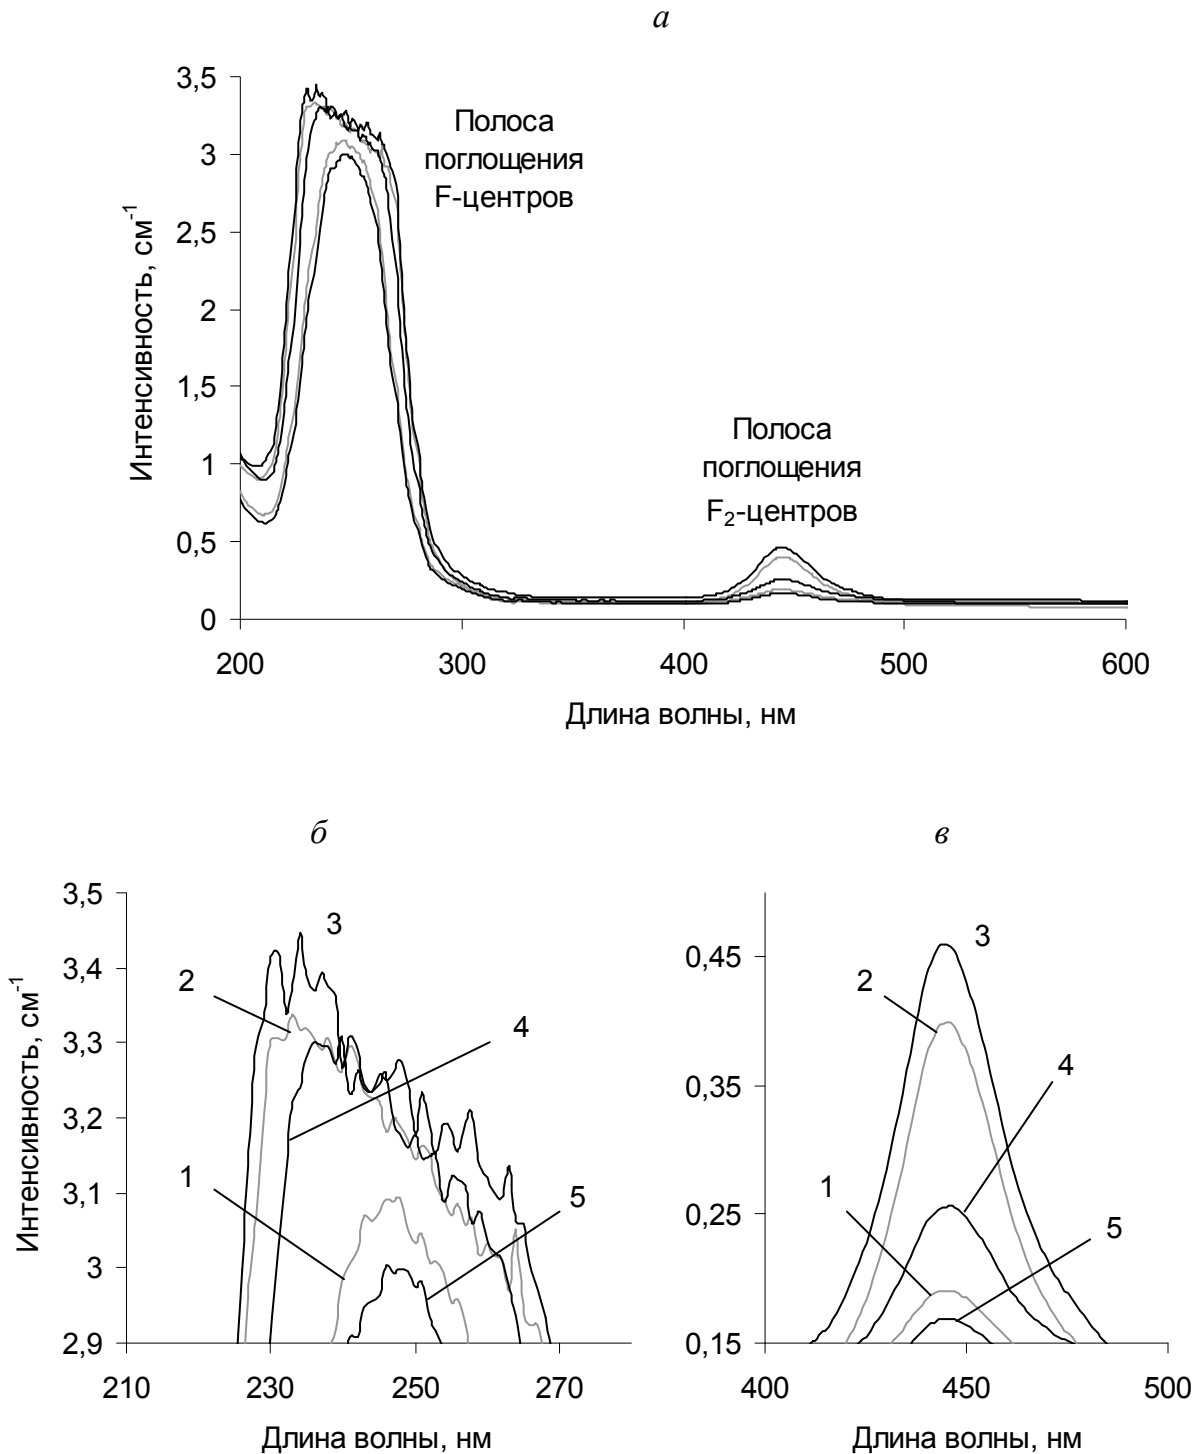 а
3,5
3
2,5
2
1,5
1
0,5
0
Интенсивность, см-1
Полоса
поглощения
F-центров
Полоса
поглощения
F2-центров
200 300 400 500 600
Длина волны, нм
б
3,5
3,4
3,3
3,2
3,1
3
2,9
Интенсивность, см-1
3
2
4
1
5
210 230 250 270
Длина волны, нм
в
0,45
0,35
0,25
0,15
3
2
4
1
5
400 450 500
Длина волны, нм